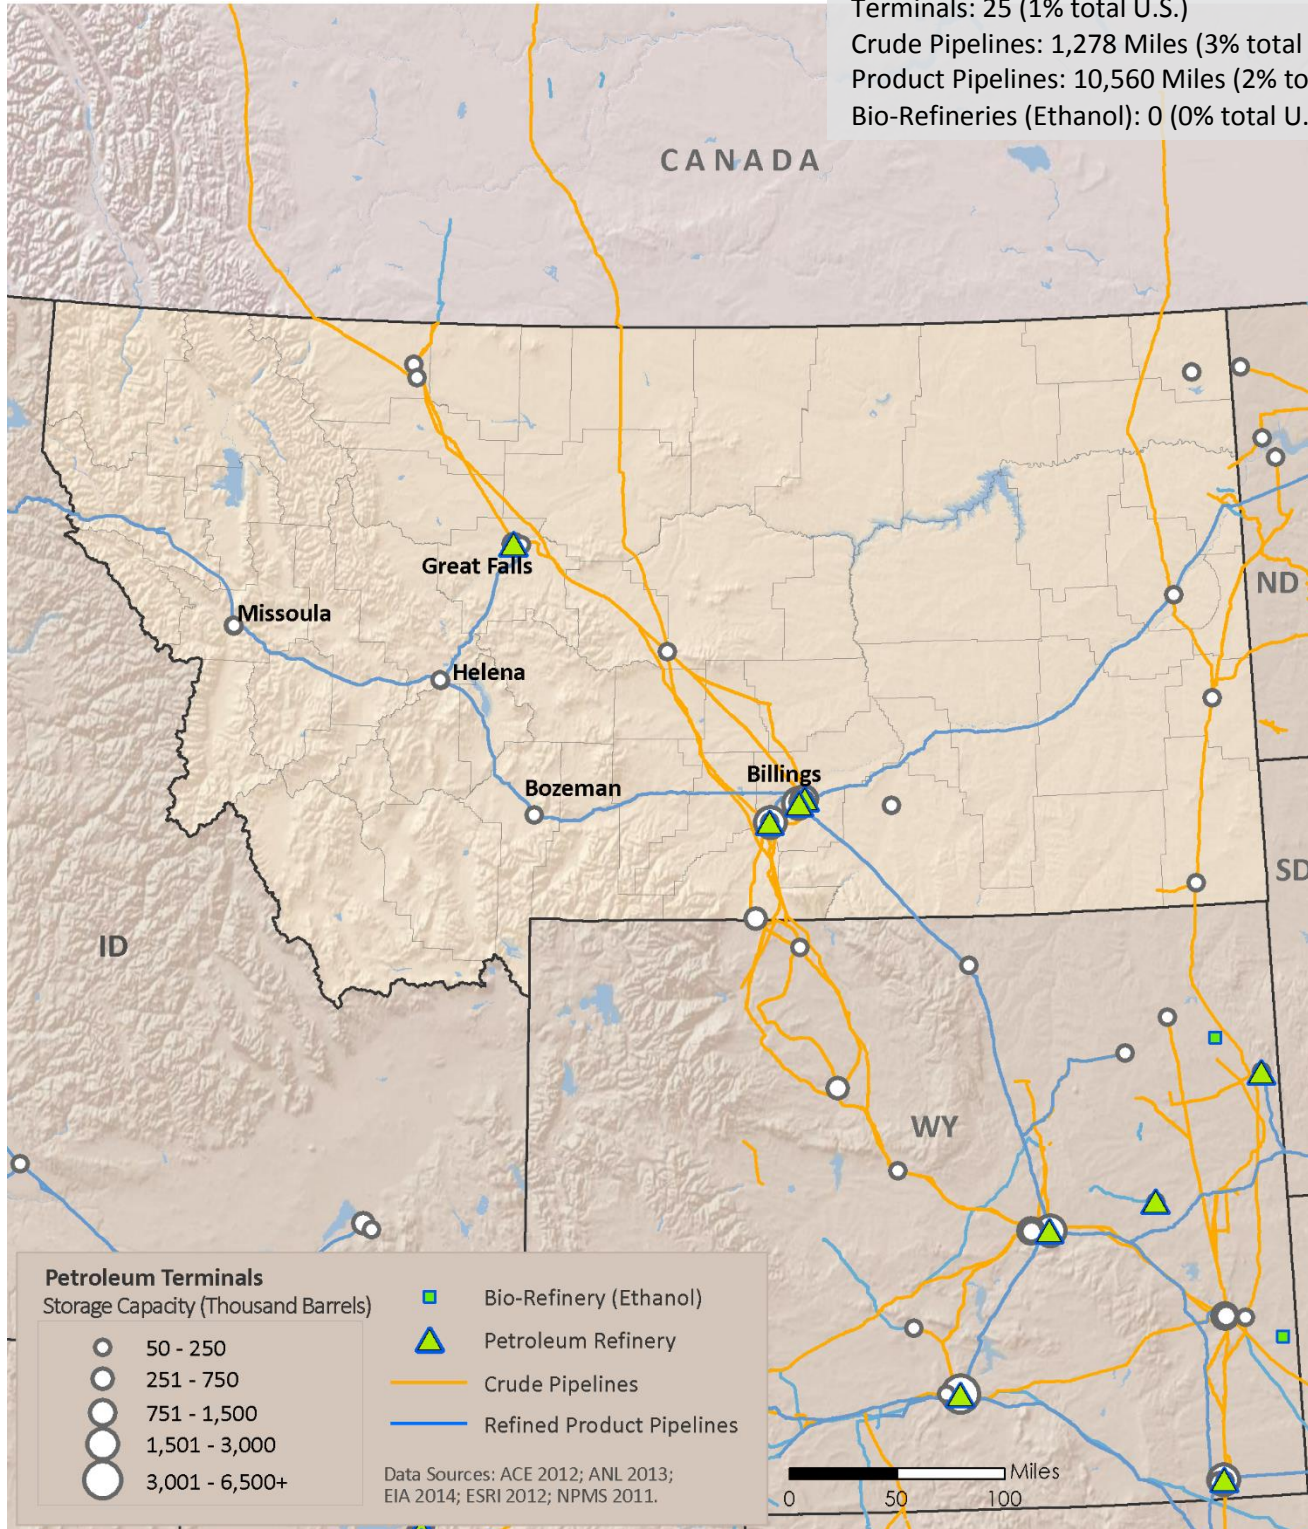 Terminals: 25 (1% total U.S.)
Crude Pipelines: 1,278 Miles (3% total
Product Pipelines: 10,560 Miles (2% to
Bio-Refineries (Ethanol): 0 (0% total U.
CANADA
Great Falls
ND
Missoula
Helena
Billings
Bozeman
SD
ID
WY
Petroleum Terminals
Storage Capacity (Thousand Barrels)
50 - 250
251 - 750
751 - 1,500
1,501 - 3,000
3,001 - 6,500+
Bio-Refinery (Ethanol)
Petroleum Refinery
Crude Pipelines
Refined Product Pipelines
Data Sources: ACE 2012; ANL 2013;
EIA 2014; ESRI 2012; NPMS 2011.
Miles
0 50 100